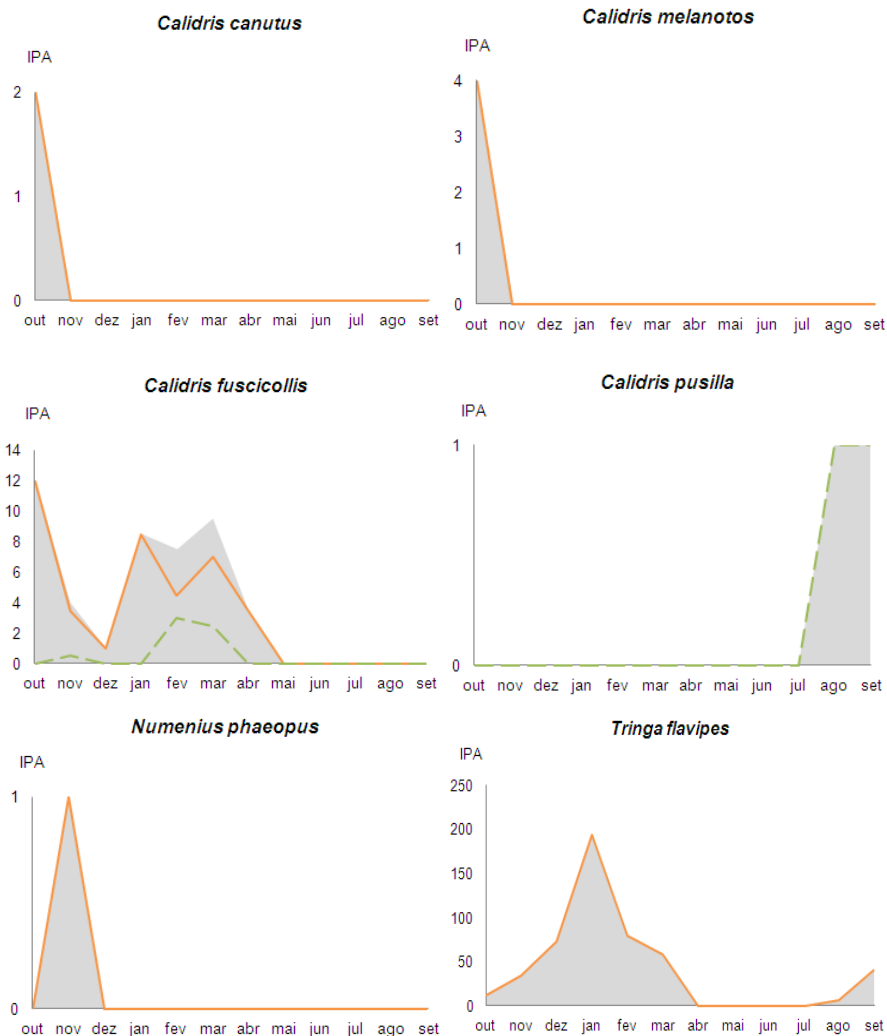 Calidris canutus
IPA
2
1
0
out nov dez jan fev mar abr mai jun jul ago set
Calidris melanotos
IPA
4
3
2
1
0
out nov dez jan fev mar abr mai jun jul ago set
Calidris fuscicollis
IPA
14
12
10
8
6
4
2
0
out nov dez jan fev mar abr mai jun jul ago set
Calidris pusilla
IPA
1
0
out nov dez jan fev mar abr mai jun jul ago set
Numenius phaeopus
IPA
1
0
out nov dez jan fev mar abr mai jun jul ago set
Tringa flavipes
IPA
250
200
150
100
50
0
out nov dez jan fev mar abr mai jun jul ago set